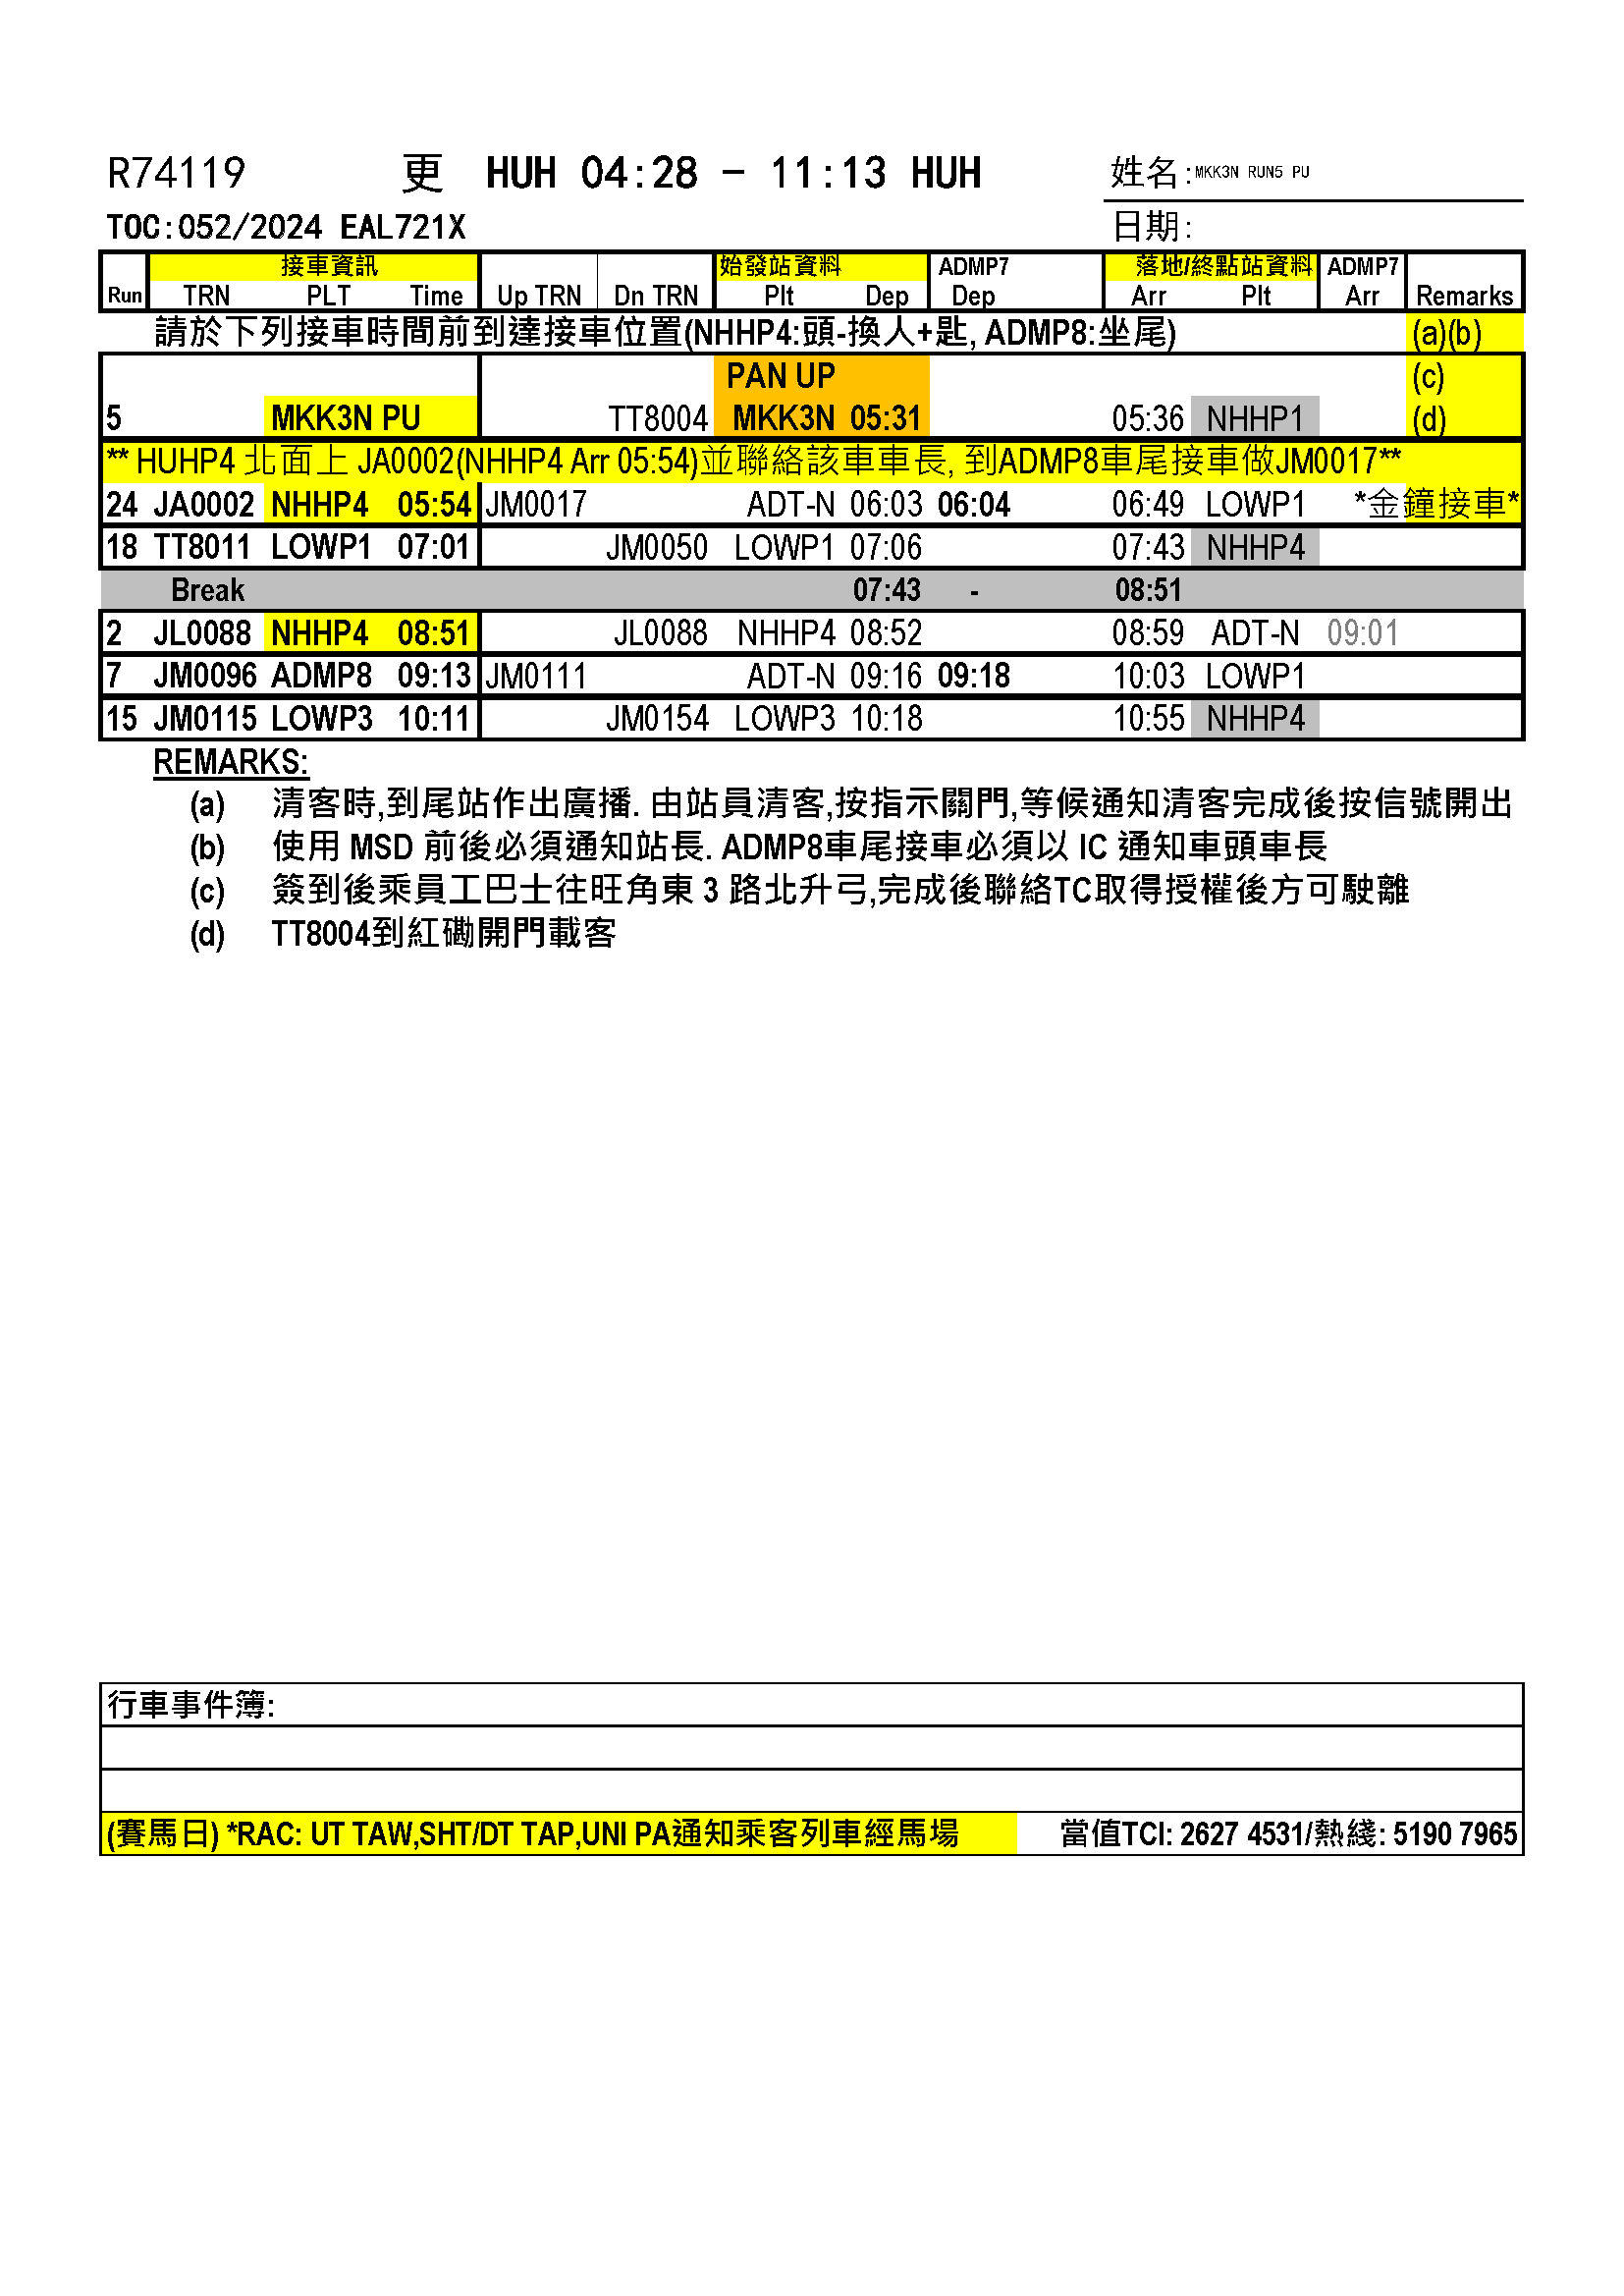 R74119 更 HUH 04:28 - 11:13 HUH 姓名:MKK3N RUN5 PU
TOC:052/2024 EAL721X 日期:
接車資訊 始發站資料 ADMP7 落地/終點站資料 ADMP7
Run TRN PLT Time Up TRN Dn TRN Plt Dep Dep Arr Plt Arr Remarks
請於下列接車時間前到達接車位置(NHHP4:頭-換人+匙, ADMP8:坐尾) (a)(b)
PAN UP (c)
5 MKK3N PU TT8004 MKK3N 05:31 05:36 NHHP1 (d)
** HUHP4 北面上 JA0002(NHHP4 Arr 05:54)並聯絡該車車長, 到ADMP8車尾接車做JM0017**
24 JA0002 NHHP4 05:54 JM0017 ADT-N 06:03 06:04 06:49 LOWP1 *金鐘接車*
18 TT8011 LOWP1 07:01 JM0050 LOWP1 07:06 07:43 NHHP4
Break 07:43 - 08:51
2 JL0088 NHHP4 08:51 JL0088 NHHP4 08:52 08:59 ADT-N 09:01
7 JM0096 ADMP8 09:13 JM0111 ADT-N 09:16 09:18 10:03 LOWP1
15 JM0115 LOWP3 10:11 JM0154 LOWP3 10:18 10:55 NHHP4
REMARKS:
(a) 清客時,到尾站作出廣播. 由站員清客,按指示關門,等候通知清客完成後按信號開出
(b) 使用 MSD 前後必須通知站長. ADMP8車尾接車必須以 IC 通知車頭車長
(c) 簽到後乘員工巴士往旺角東 3 路北升弓,完成後聯絡TC取得授權後方可駛離
(d) TT8004到紅磡開門載客
行車事件簿:
(賽馬日) *RAC: UT TAW,SHT/DT TAP,UNI PA通知乘客列車經馬場 當值TCI: 2627 4531/熱綫: 5190 7965